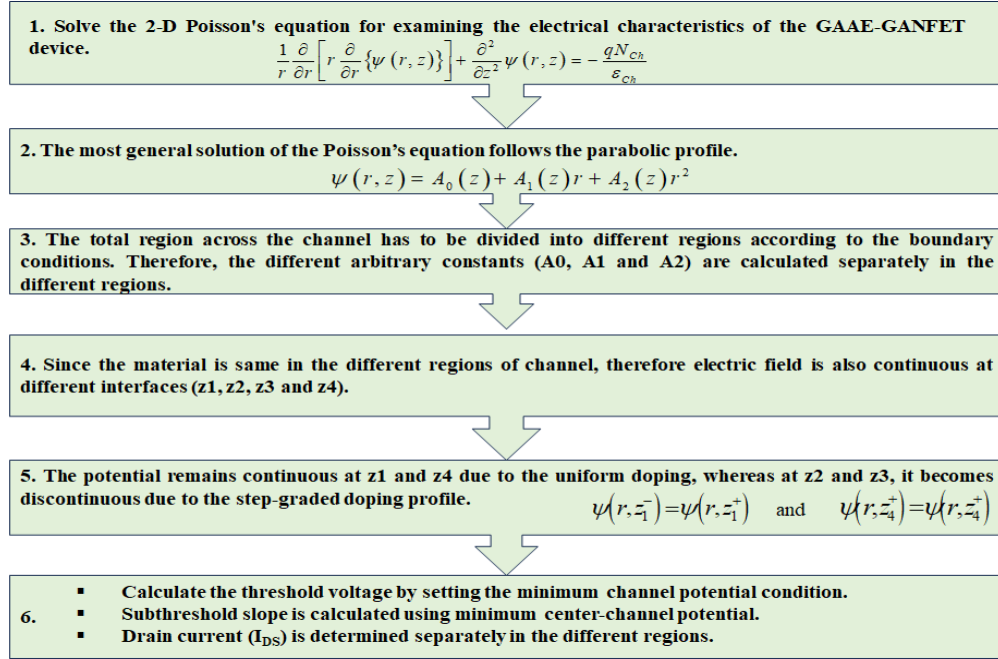 1. Solve the 2-D Poisson's equation for examining the electrical characteristics of the GAAE-GANFET
device.
1/r ∂/∂r [r ∂/∂r {ψ(r,z)}] + ∂²/∂z² ψ(r,z) = − qN_Ch/ε_Ch
2. The most general solution of the Poisson's equation follows the parabolic profile.
ψ(r,z) = A₀(z) + A₁(z)r + A₂(z)r²
3. The total region across the channel has to be divided into different regions according to the boundary
conditions. Therefore, the different arbitrary constants (A0, A1 and A2) are calculated separately in the
different regions.
4. Since the material is same in the different regions of channel, therefore electric field is also continuous at
different interfaces (z1, z2, z3 and z4).
5. The potential remains continuous at z1 and z4 due to the uniform doping, whereas at z2 and z3, it becomes
discontinuous due to the step-graded doping profile. ψ(r,z₁⁻)=ψ(r,z₁⁺) and ψ(r,z₄⁺)=ψ(r,z₄⁺)
▪ Calculate the threshold voltage by setting the minimum channel potential condition.
6. ▪ Subthreshold slope is calculated using minimum center-channel potential.
▪ Drain current (I_DS) is determined separately in the different regions.